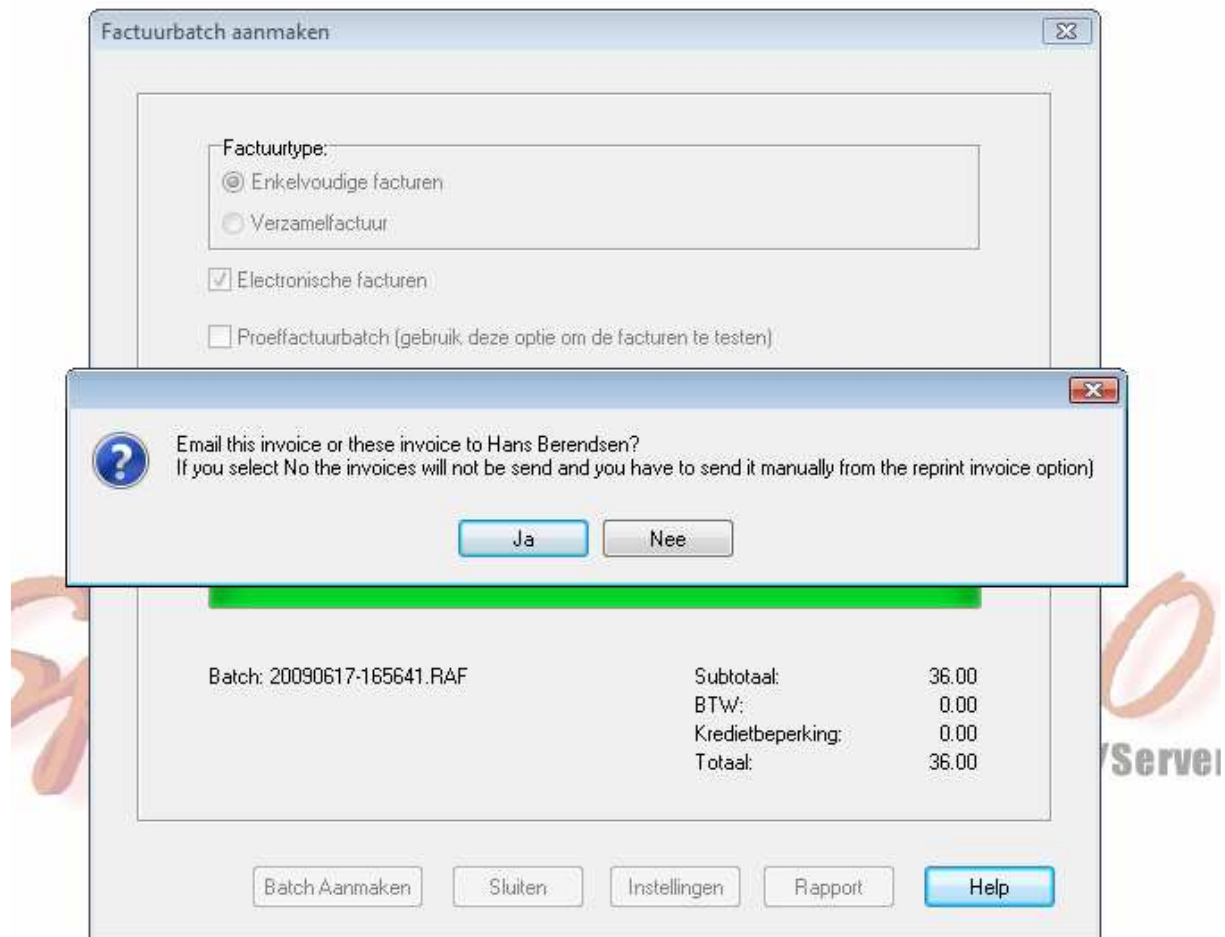 Factuurbatch aanmaken
Factuurtype:
Enkelvoudige facturen
Verzamelfactuur
Electronische facturen
Proeffactuurbatch (gebruik deze optie om de facturen te testen)
Email this invoice or these invoice to Hans Berendsen?
If you select No the invoices will not be send and you have to send it manually from the reprint invoice option)
Ja Nee
Batch: 20090617-165641.RAF Subtotaal: 36.00
BTW: 0.00
Kredietbeperking: 0.00
Totaal: 36.00
/Server
Batch Aanmaken Sluiten Instellingen Rapport Help